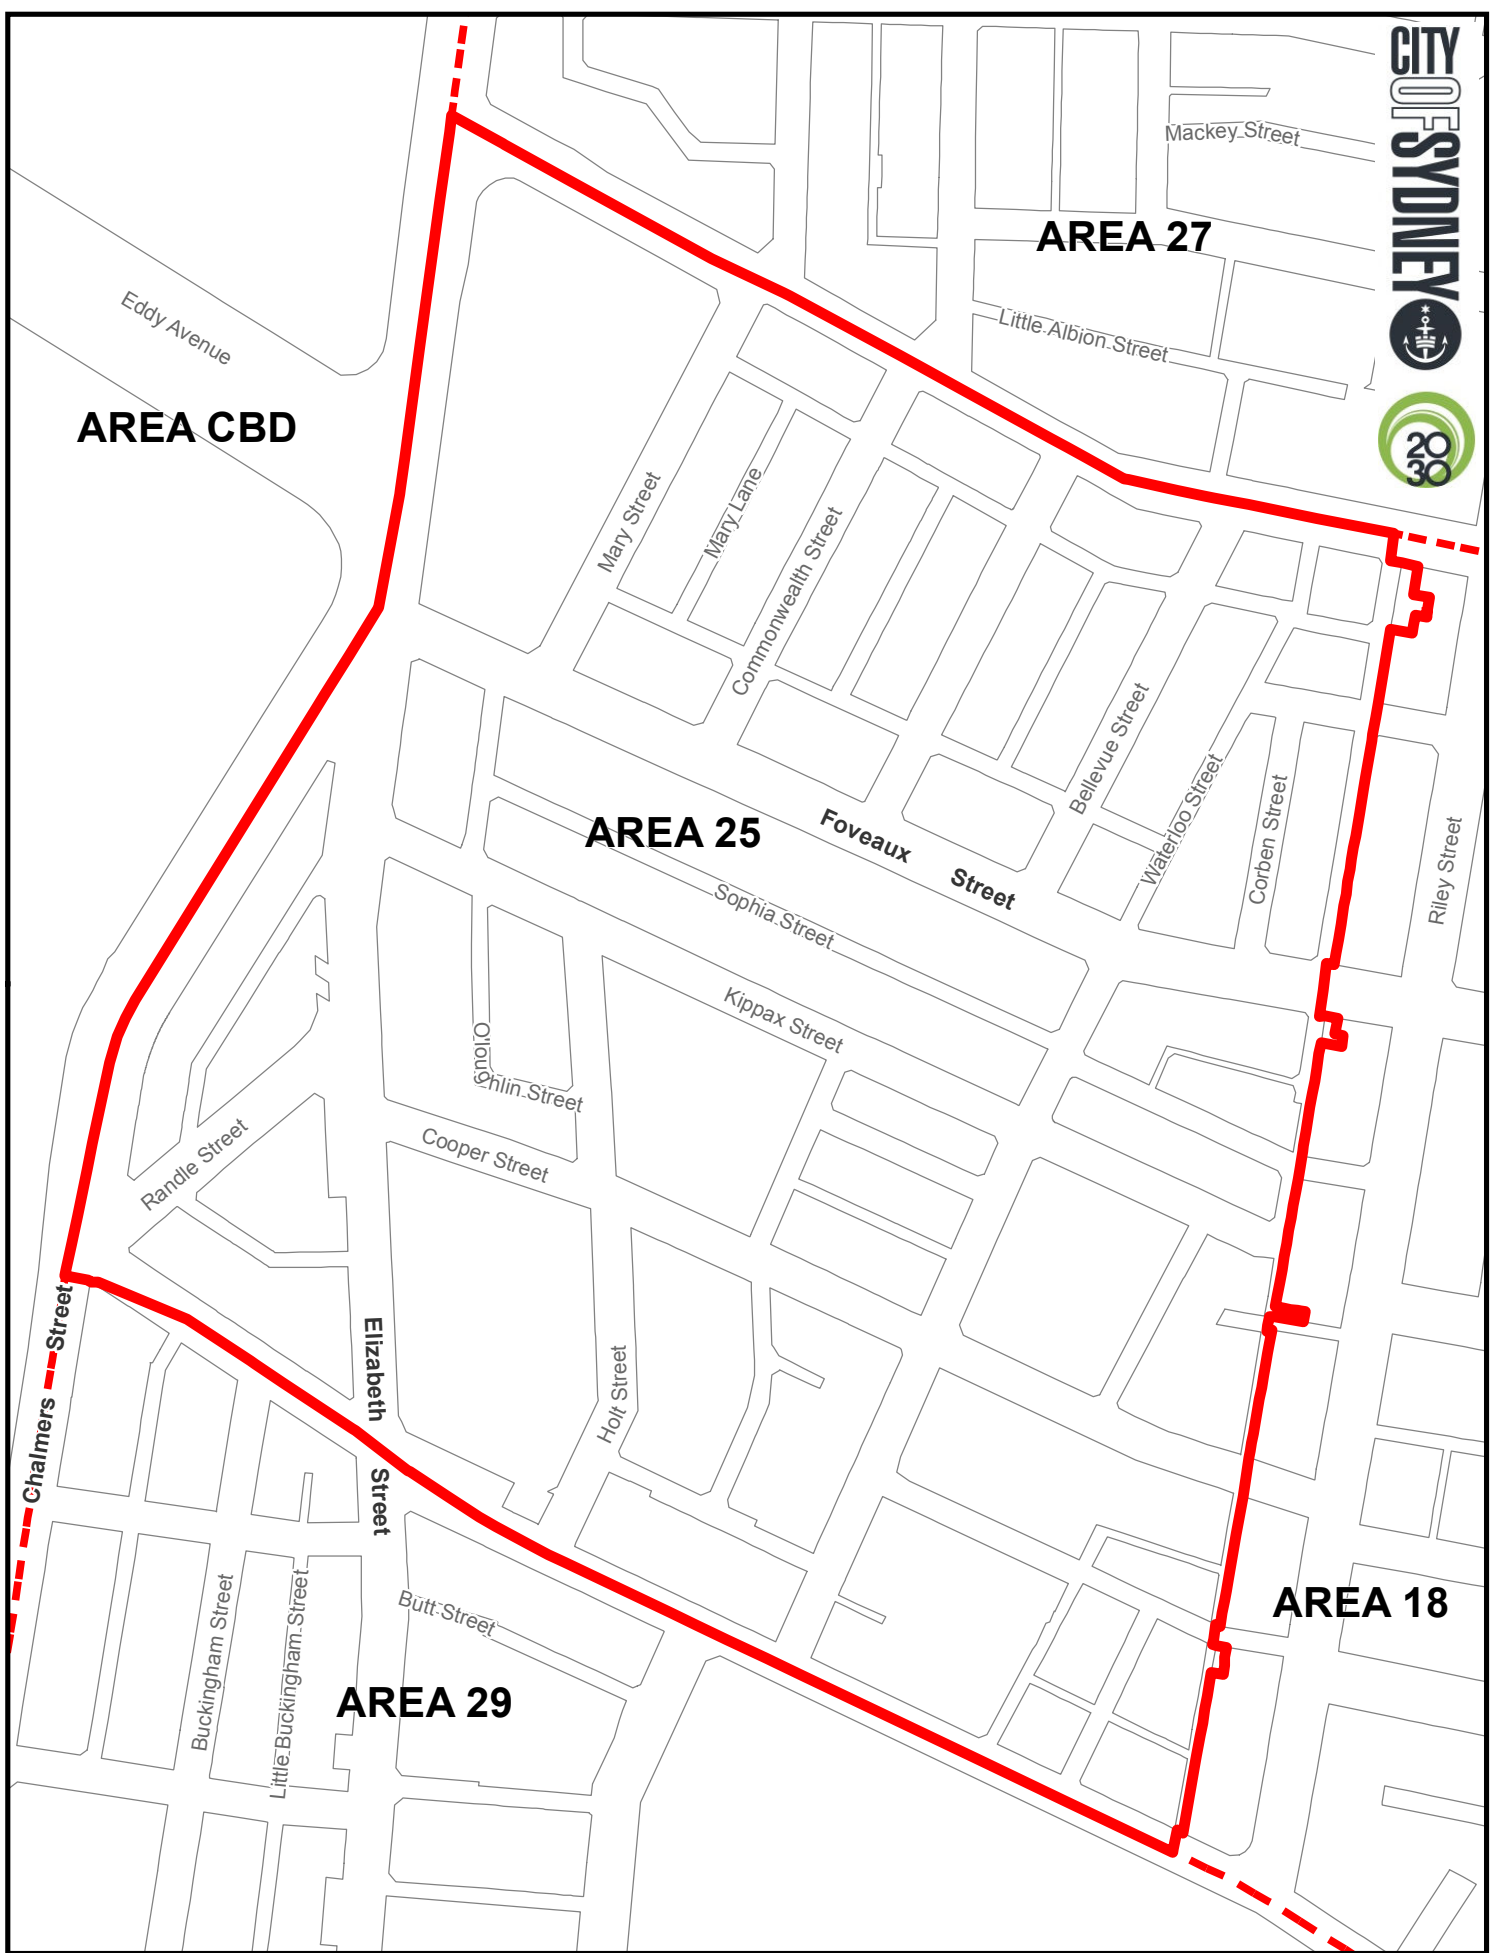 CITYOFSYDNEY
2030
Mackey Street
AREA 27
Eddy Avenue
Little Albion Street
AREA CBD
Mary Street
Mary Lane
Commonwealth Street
Bellevue Street
Waterloo Street
Corben Street
Riley Street
AREA 25
Foveaux Street
Sophia Street
Kippax Street
O'loughlin Street
Cooper Street
Randle Street
Chalmers Street
Elizabeth Street
Holt Street
AREA 18
Buckingham Street
Little Buckingham Street
Butt Street
AREA 29